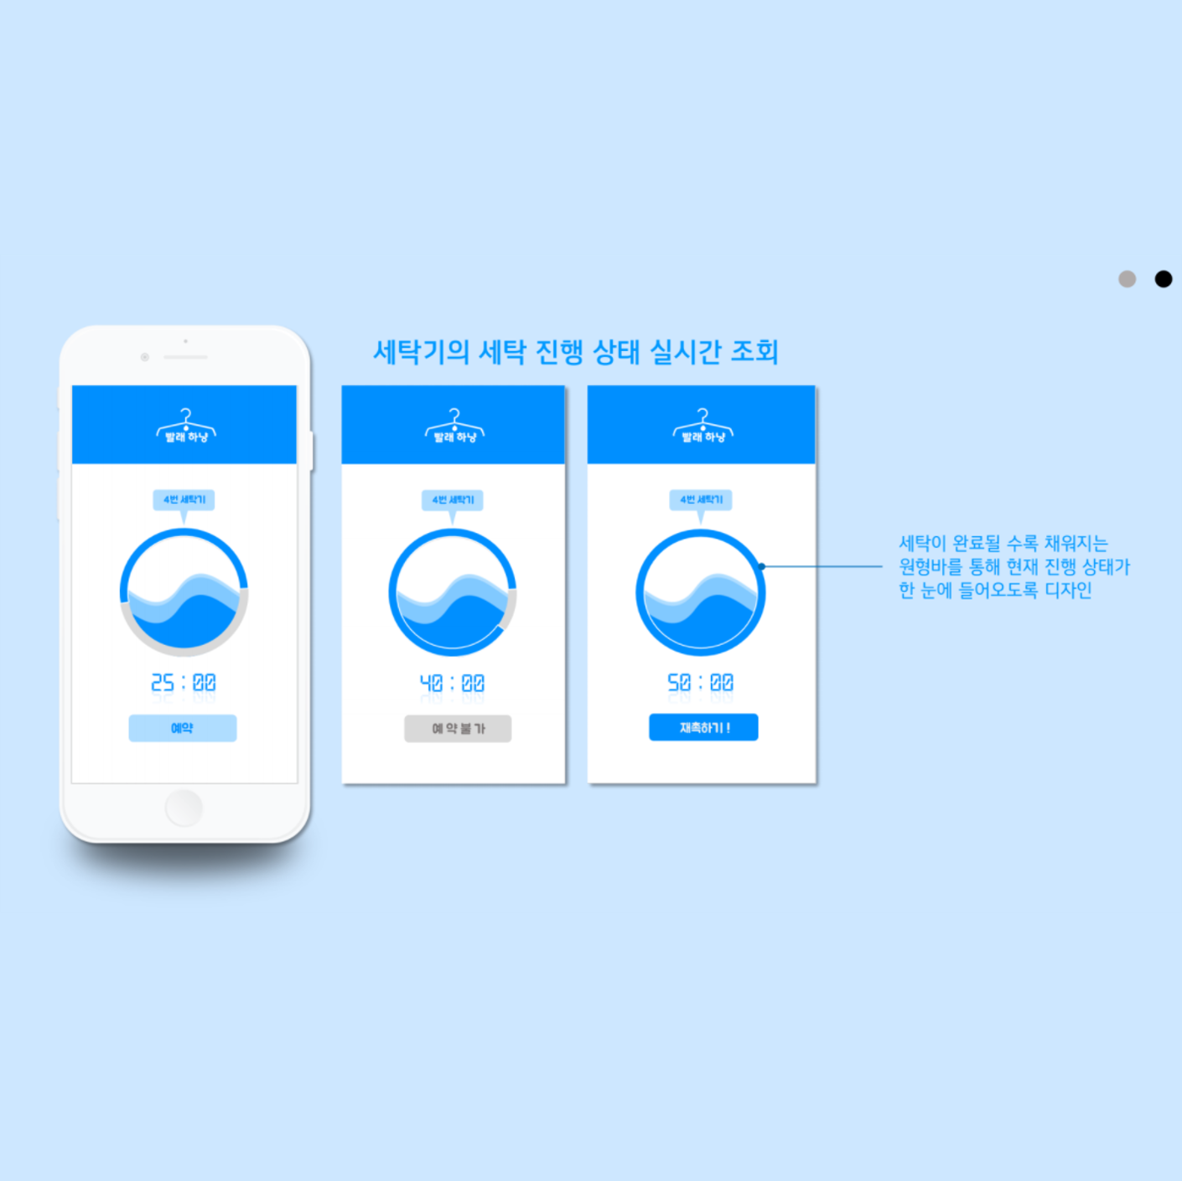 세탁기의 세탁 진행 상태 실시간 조회
빨래 하냥
4번 세탁기
25 : 00
예약
빨래 하냥
4번 세탁기
40 : 00
예약불가
빨래 하냥
4번 세탁기
50 : 00
재촉하기 !
세탁이 완료될 수록 채워지는
원형바를 통해 현재 진행 상태가
한 눈에 들어오도록 디자인